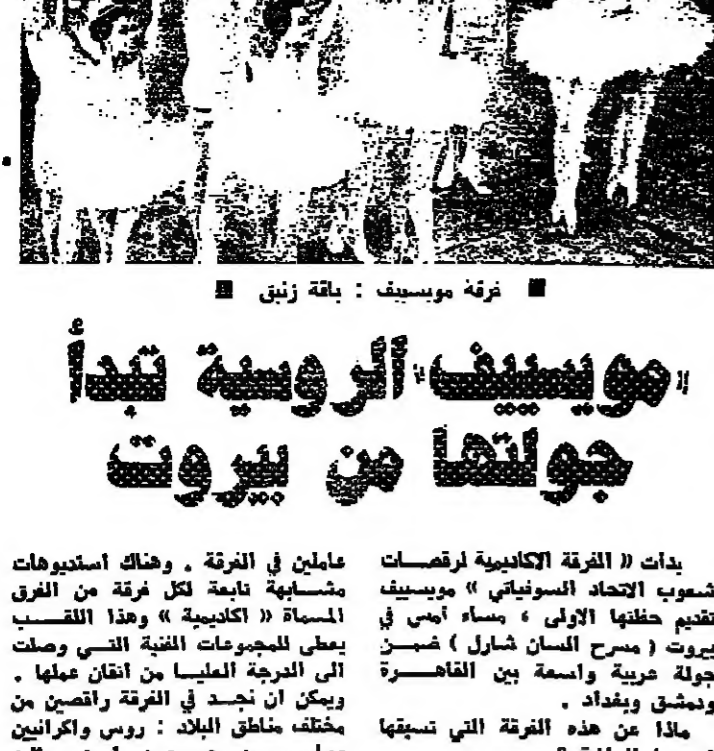 فرقة مويسييف : باقة زنبق
"مويسييف" الروسية تبدأ
جولتها من بيروت
بدأت « الفرقة الاكاديمية لرقصات
شعوب الاتحاد السوفياتي » مويسييف
تقديم حفلتها الاولى ، مساء أمس في
بيروت ( مسرح السان شارل ) ضمن
جولة عربية واسعة بين القاهرة
ودمشق وبغداد .
ماذا عن هذه الفرقة التي تسبقها
عاملين في الفرقة . وهناك استديوهات
مشابهة تابعة لكل فرقة من الفرق
المسماة « اكاديمية » وهذا اللقب
يعطى للمجموعات الفنية التي وصلت
الى الدرجة العليا من اتقان عملها .
ويمكن ان نجد في الفرقة راقصين من
مختلف مناطق البلاد : روس واكرانيين